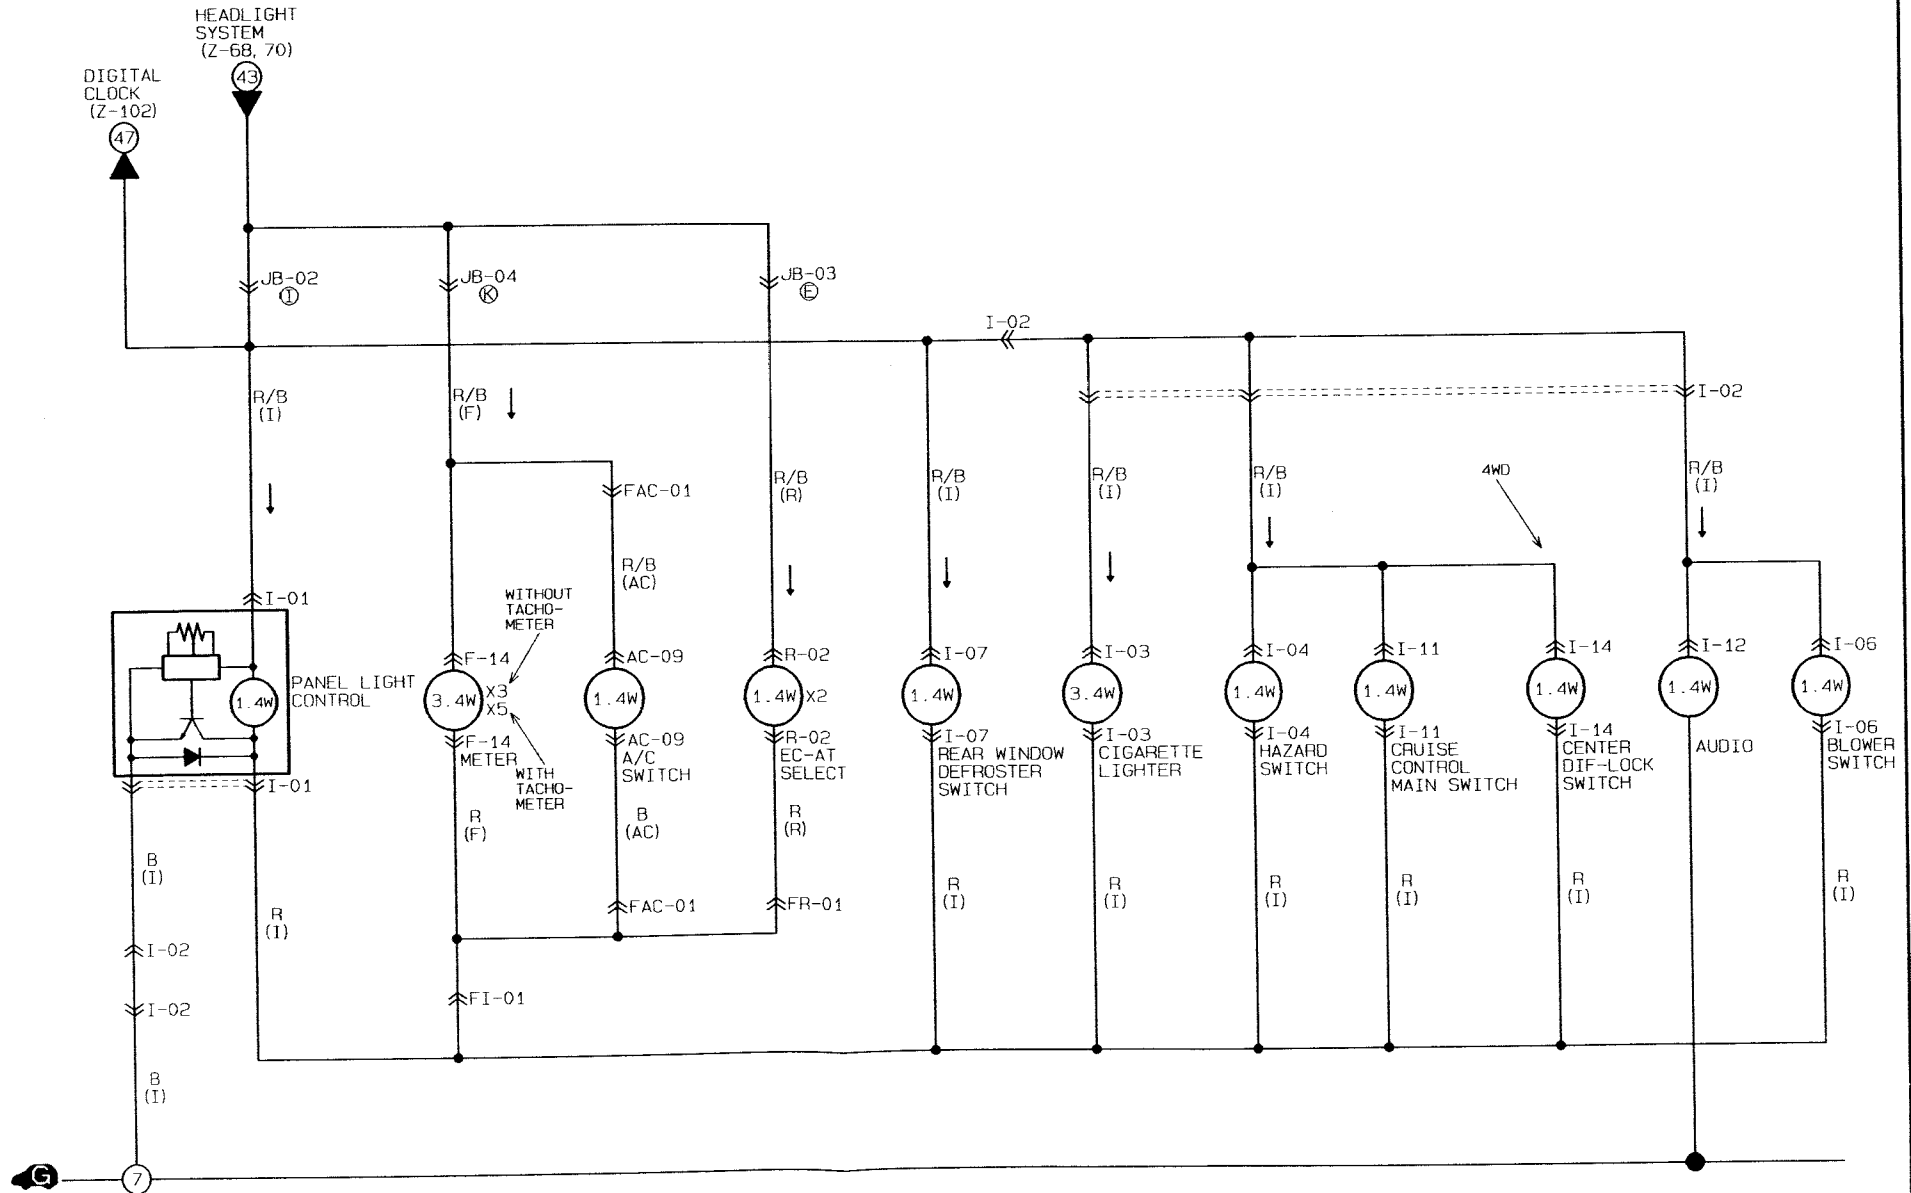 HEADLIGHT
SYSTEM
(Z-68, 70)
43
DIGITAL
CLOCK
(Z-102)
47
JB-02
I
JB-04
K
JB-03
E
I-02
I-02
R/B
(I)
R/B
(F)
R/B
(R)
R/B
(I)
R/B
(I)
R/B
(I)
4WD
R/B
(I)
FAC-01
R/B
(AC)
I-01
WITHOUT
TACHO-
METER
F-14
AC-09
R-02
I-07
I-03
I-04
I-11
I-14
I-12
I-06
1.4W
PANEL LIGHT
CONTROL
3.4W
X3
X5
1.4W
1.4W
X2
1.4W
3.4W
1.4W
1.4W
1.4W
1.4W
1.4W
F-14
METER
WITH
TACHO-
METER
AC-09
A/C
SWITCH
R-02
EC-AT
SELECT
I-07
REAR WINDOW
DEFROSTER
SWITCH
I-03
CIGARETTE
LIGHTER
I-04
HAZARD
SWITCH
I-11
CRUISE
CONTROL
MAIN SWITCH
I-14
CENTER
DIF-LOCK
SWITCH
AUDIO
I-06
BLOWER
SWITCH
I-01
R
(F)
B
(AC)
R
(R)
B
(I)
R
(I)
R
(I)
R
(I)
R
(I)
R
(I)
R
(I)
R
(I)
FAC-01
FR-01
I-02
FI-01
I-02
B
(I)
G
7